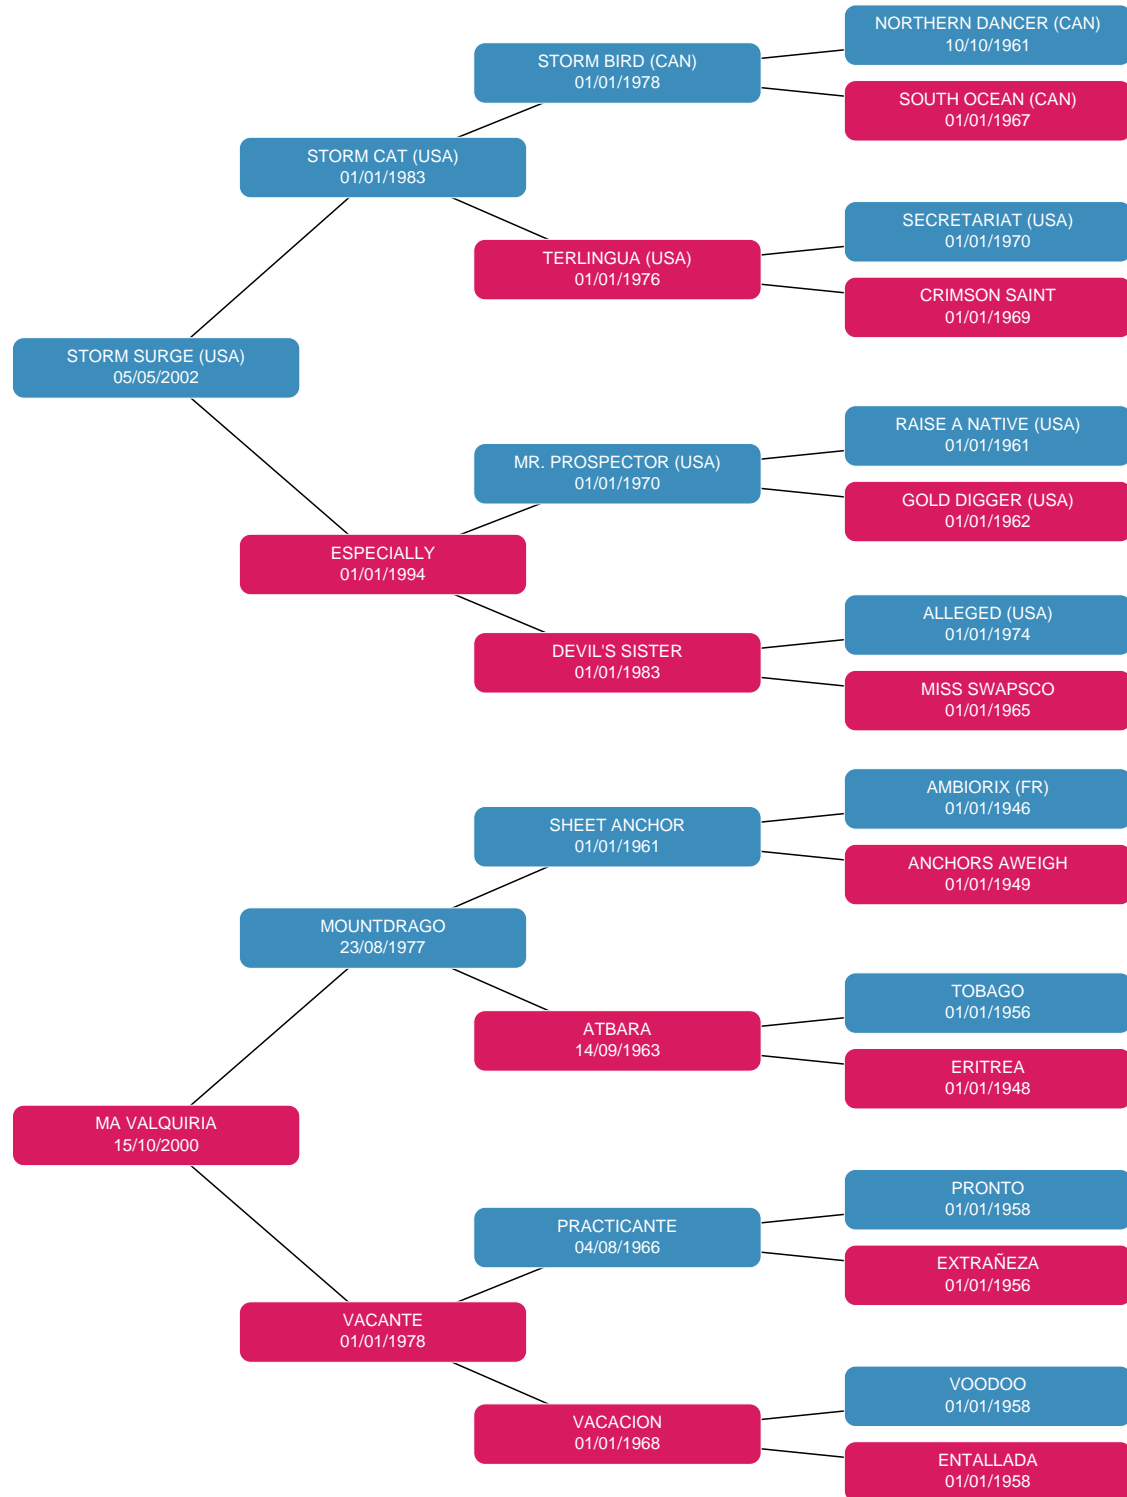 NORTHERN DANCER (CAN)
10/10/1961
STORM BIRD (CAN)
01/01/1978
SOUTH OCEAN (CAN)
01/01/1967
STORM CAT (USA)
01/01/1983
SECRETARIAT (USA)
01/01/1970
TERLINGUA (USA)
01/01/1976
CRIMSON SAINT
01/01/1969
STORM SURGE (USA)
05/05/2002
RAISE A NATIVE (USA)
01/01/1961
MR. PROSPECTOR (USA)
01/01/1970
GOLD DIGGER (USA)
01/01/1962
ESPECIALLY
01/01/1994
ALLEGED (USA)
01/01/1974
DEVIL'S SISTER
01/01/1983
MISS SWAPSCO
01/01/1965
AMBIORIX (FR)
01/01/1946
SHEET ANCHOR
01/01/1961
ANCHORS AWEIGH
01/01/1949
MOUNTDRAGO
23/08/1977
TOBAGO
01/01/1956
ATBARA
14/09/1963
ERITREA
01/01/1948
MA VALQUIRIA
15/10/2000
PRONTO
01/01/1958
PRACTICANTE
04/08/1966
EXTRAÑEZA
01/01/1956
VACANTE
01/01/1978
VOODOO
01/01/1958
VACACION
01/01/1968
ENTALLADA
01/01/1958